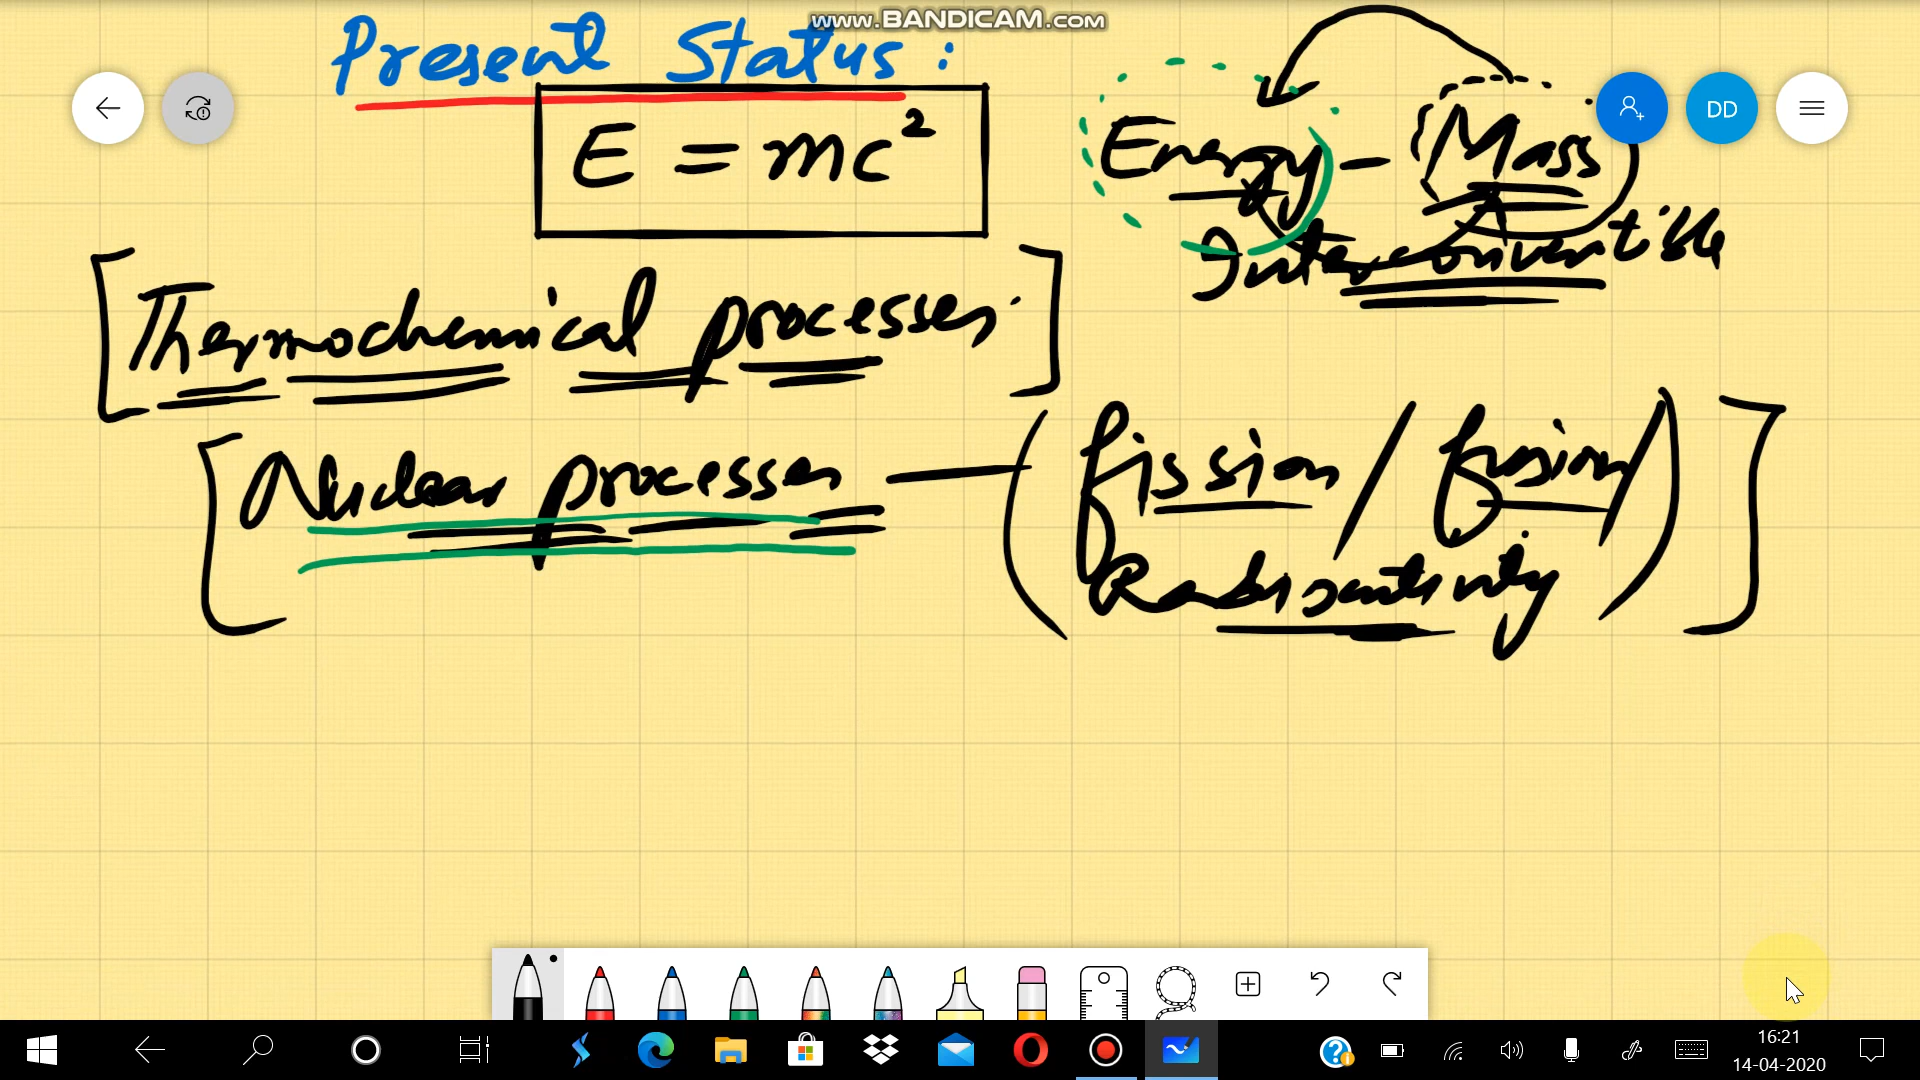 www.BANDICAM.com
Present Status :
E = mc²
Energy - Mass
Interconvertible
DD
[Thermochemical processes.]
[Nuclear processes — (fission / fusion /
Radioactivity)]
16:21
14-04-2020